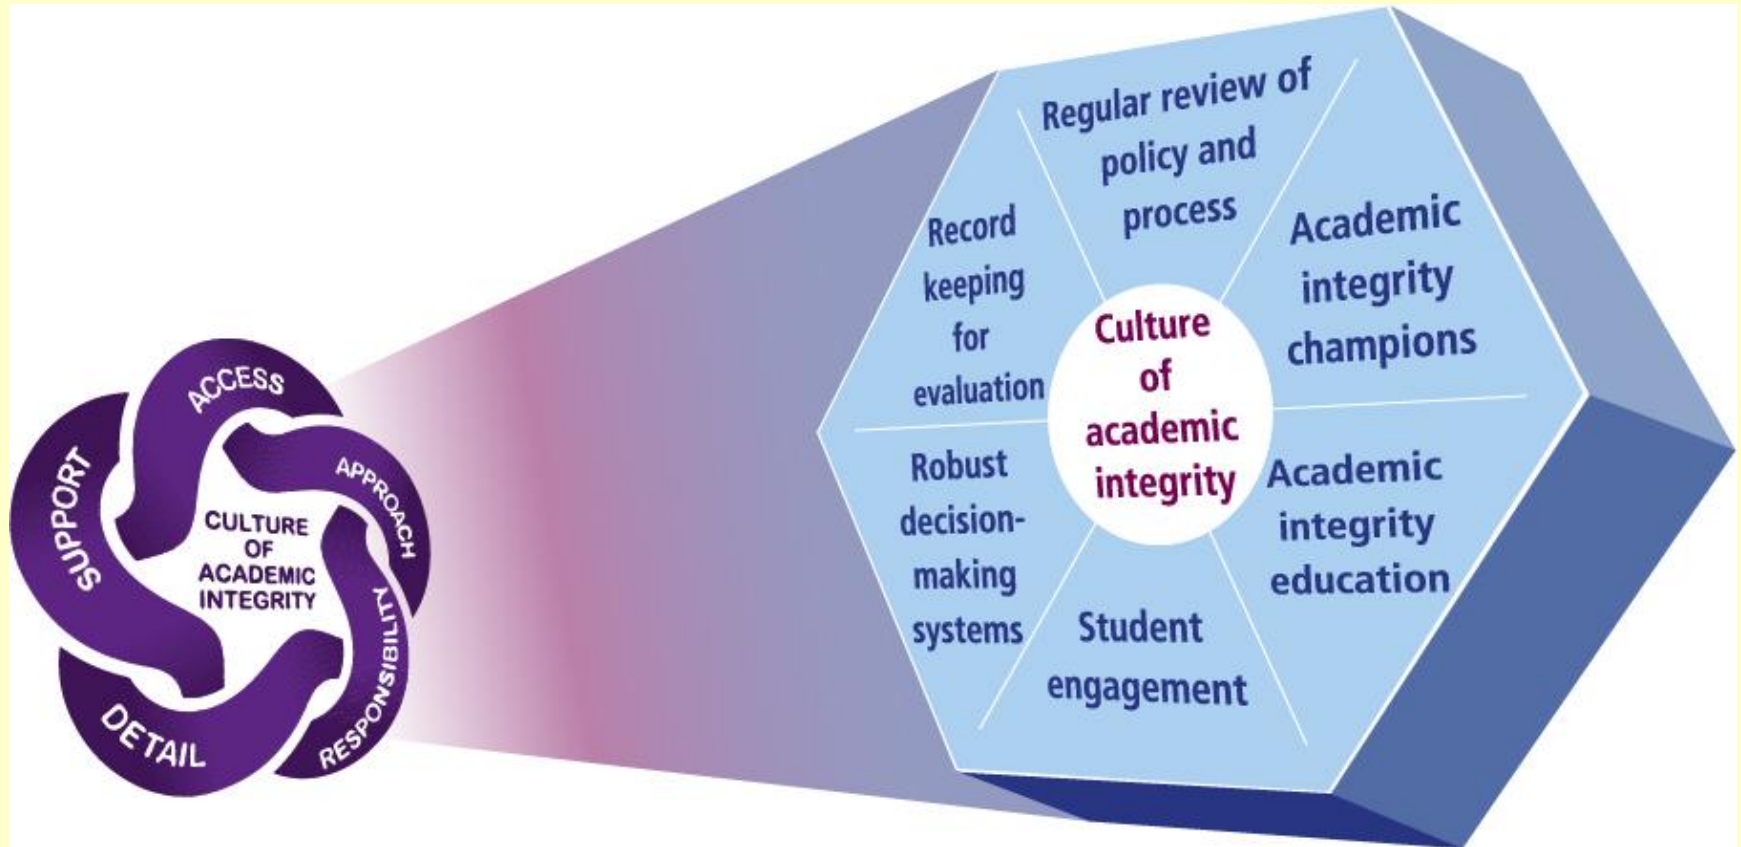 ACCESS
APPROACH
RESPONSIBILITY
DETAIL
SUPPORT
CULTURE
OF
ACADEMIC
INTEGRITY
Regular review of
policy and
process
Academic
integrity
champions
Academic
integrity
education
Student
engagement
Robust
decision-
making
systems
Record
keeping
for
evaluation
Culture
of
academic
integrity